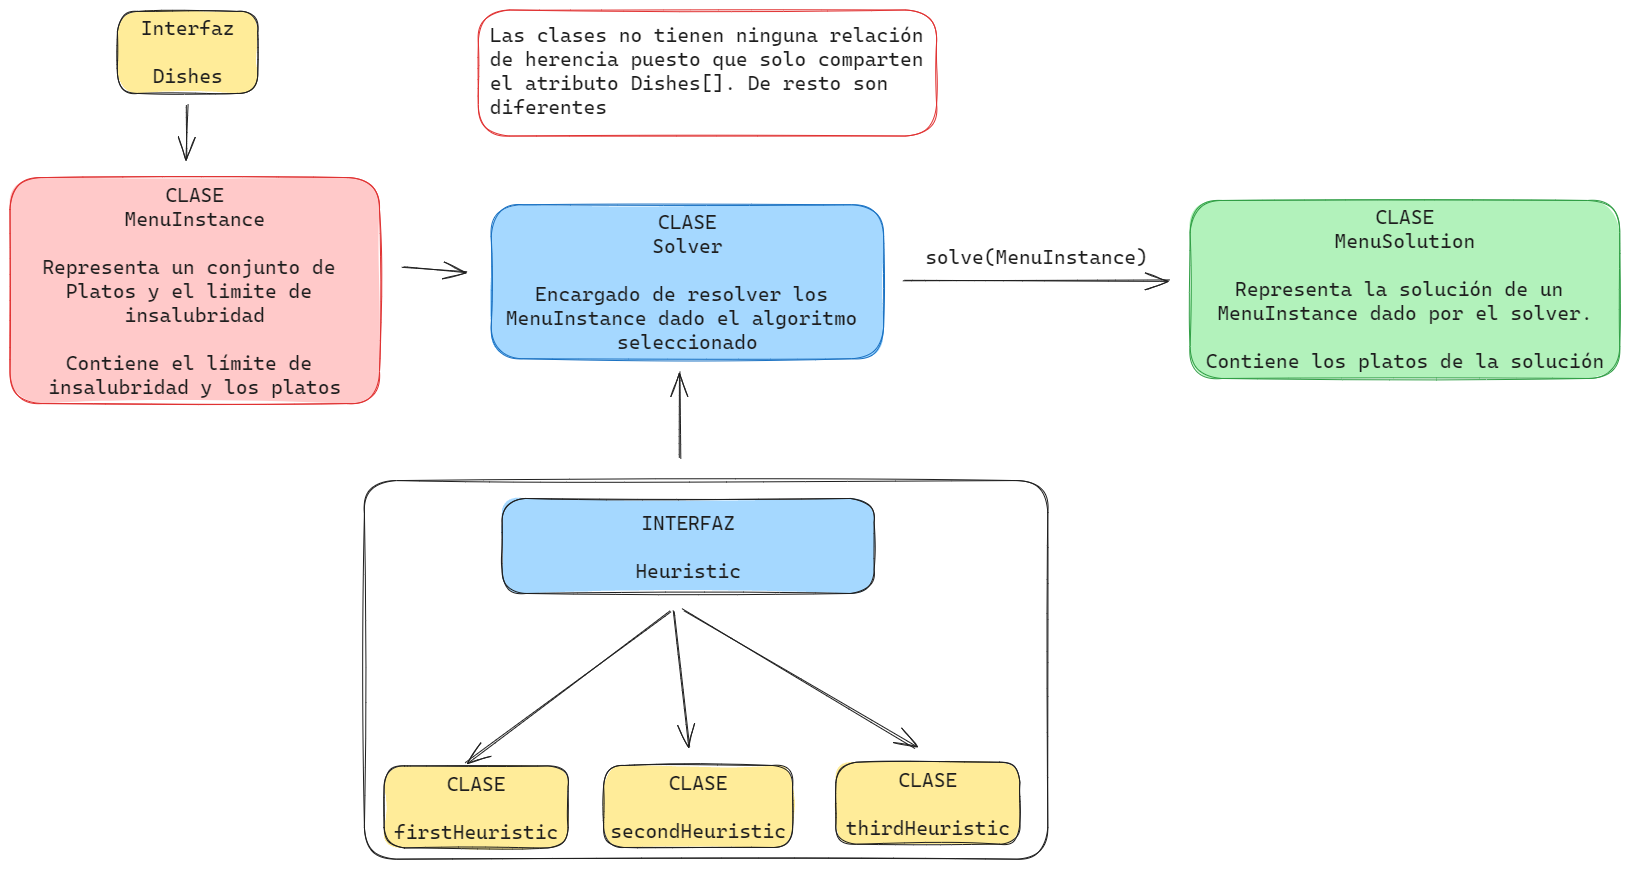 Interfaz
Dishes
Las clases no tienen ninguna relación
de herencia puesto que solo comparten
el atributo Dishes[]. De resto son
diferentes
CLASE
MenuInstance
Representa un conjunto de
Platos y el limite de
insalubridad
Contiene el límite de
insalubridad y los platos
CLASE
Solver
Encargado de resolver los
MenuInstance dado el algoritmo
seleccionado
solve(MenuInstance)
CLASE
MenuSolution
Representa la solución de un
MenuInstance dado por el solver.
Contiene los platos de la solución
INTERFAZ
Heuristic
CLASE
firstHeuristic
CLASE
secondHeuristic
CLASE
thirdHeuristic